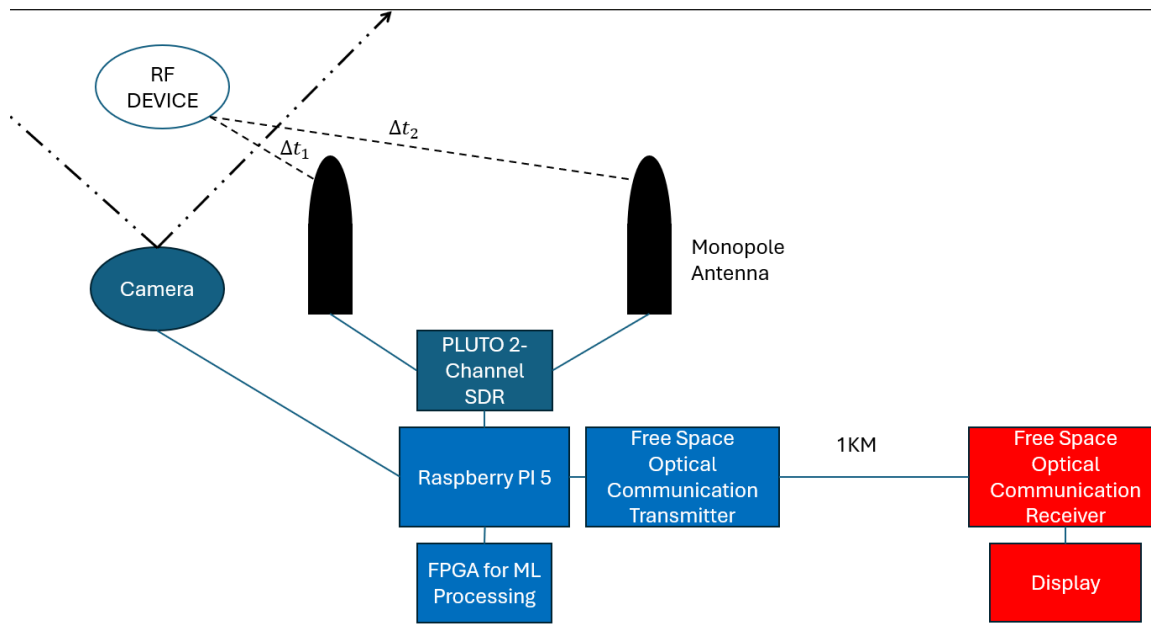 RF
DEVICE
Δt₁
Δt₂
Monopole
Antenna
Camera
PLUTO 2-
Channel
SDR
Raspberry PI 5
Free Space
Optical
Communication
Transmitter
1KM
Free Space
Optical
Communication
Receiver
FPGA for ML
Processing
Display